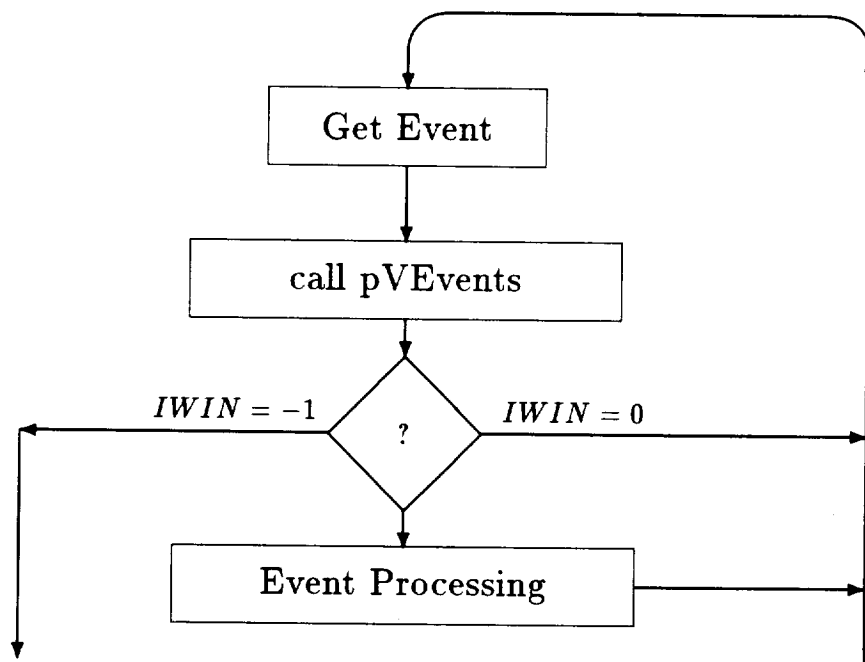 Get Event
call pVEvents
IWIN = −1
IWIN = 0
?
Event Processing